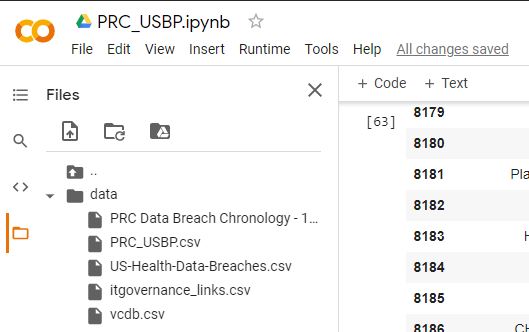 PRC_USBP.ipynb
File Edit View Insert Runtime Tools Help All changes saved
Files
+ Code + Text
..
data
PRC Data Breach Chronology - 1...
PRC_USBP.csv
US-Health-Data-Breaches.csv
itgovernance_links.csv
vcdb.csv
[63]
8179
8180
8181 Pla
8182
8183 H
8184
8185
8186 CH